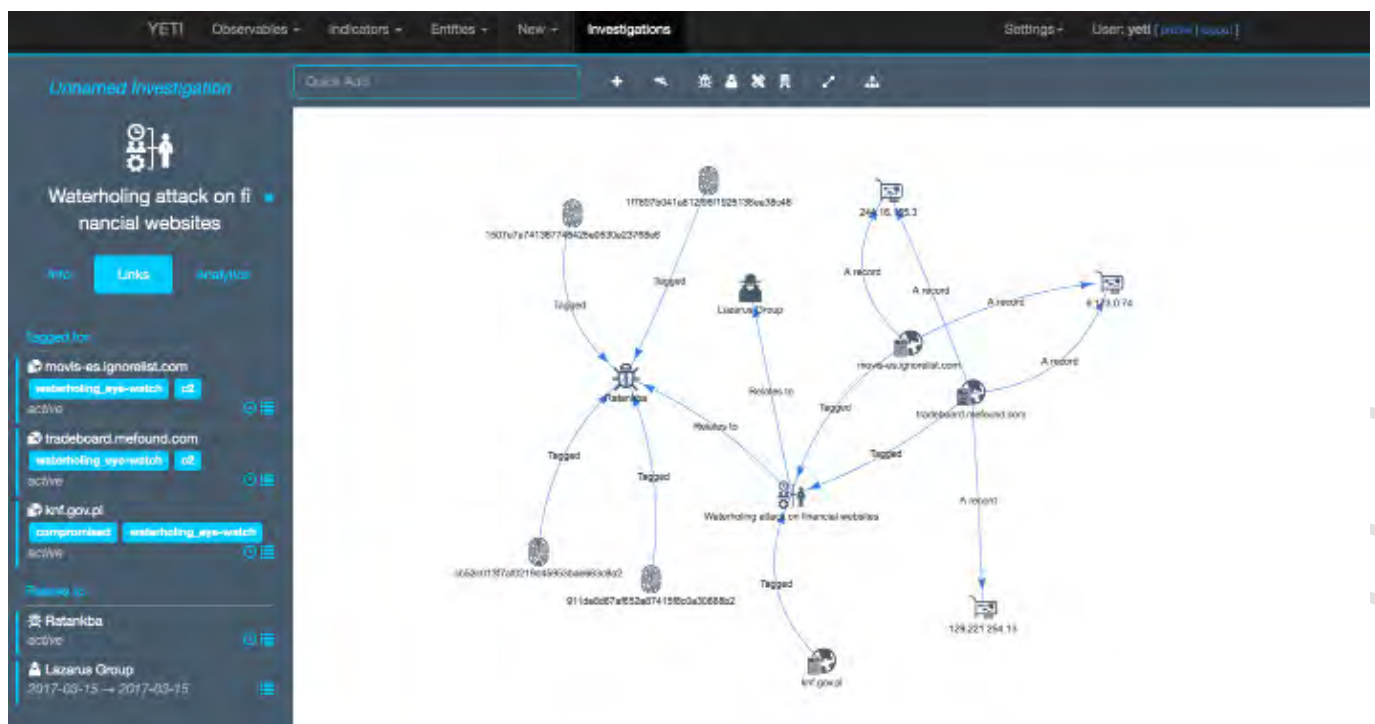 YETI Observables Indicators Entities New Investigations Settings User: yeti [profile | logout]
Unnamed Investigation
Quick Add
Waterholing attack on fi
nancial websites
Info Links Analytics
Tagged for
movis-es.ignorelist.com
waterholing_eye-watch c2
active
tradeboard.mefound.com
waterholing_eye-watch c2
active
knf.gov.pl
compromised waterholing_eye-watch
active
Relates to
Ratankba
active
Lazarus Group
2017-03-15 → 2017-03-15
Tagged
Tagged
Ratankba
Tagged
Tagged
Lazarus Group
Relates to
Relates to
A record
A record
A record
A record
movis-es.ignorelist.com
tradeboard.mefound.com
Tagged
Tagged
A record
Waterholing attack on financial websites
Tagged
knf.gov.pl